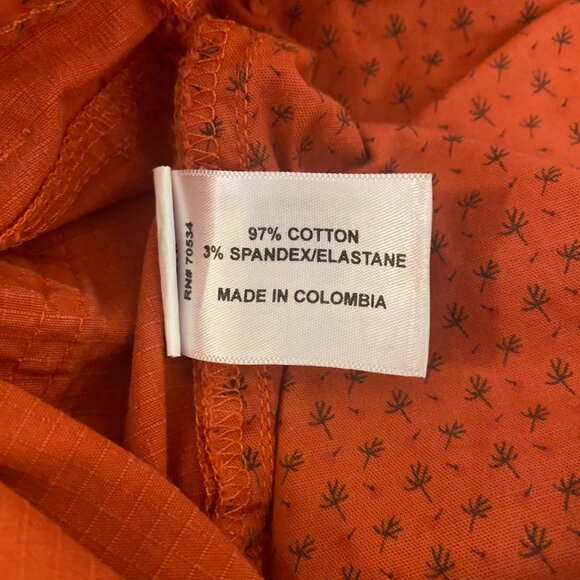 97% COTTON
3% SPANDEX/ELASTANE
MADE IN COLOMBIA
RN# 70534